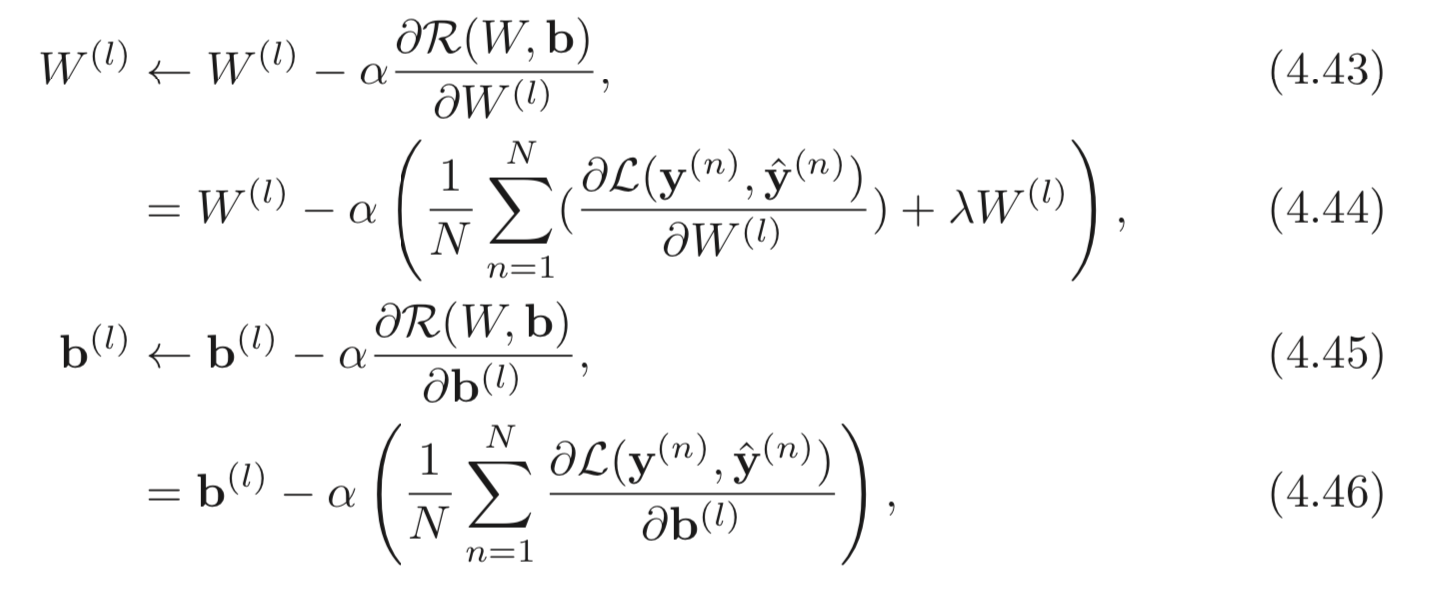 $W^{(l)} \leftarrow W^{(l)} - \alpha \frac{\partial \mathcal{R}(W, \mathbf{b})}{\partial W^{(l)}},$ (4.43)
$= W^{(l)} - \alpha \left( \frac{1}{N} \sum_{n=1}^{N} ( \frac{\partial \mathcal{L}(\mathbf{y}^{(n)}, \hat{\mathbf{y}}^{(n)})}{\partial W^{(l)}} ) + \lambda W^{(l)} \right),$ (4.44)
$\mathbf{b}^{(l)} \leftarrow \mathbf{b}^{(l)} - \alpha \frac{\partial \mathcal{R}(W, \mathbf{b})}{\partial \mathbf{b}^{(l)}},$ (4.45)
$= \mathbf{b}^{(l)} - \alpha \left( \frac{1}{N} \sum_{n=1}^{N} \frac{\partial \mathcal{L}(\mathbf{y}^{(n)}, \hat{\mathbf{y}}^{(n)})}{\partial \mathbf{b}^{(l)}} \right),$ (4.46)